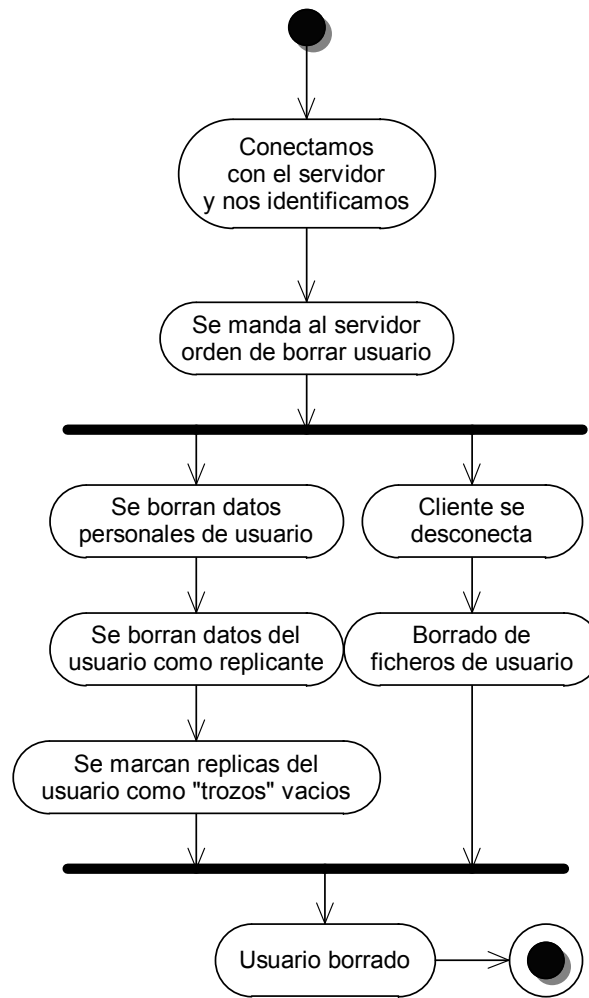 Conectamos
con el servidor
y nos identificamos
Se manda al servidor
orden de borrar usuario
Se borran datos
personales de usuario
Cliente se
desconecta
Se borran datos del
usuario como replicante
Borrado de
ficheros de usuario
Se marcan replicas del
usuario como "trozos" vacios
Usuario borrado